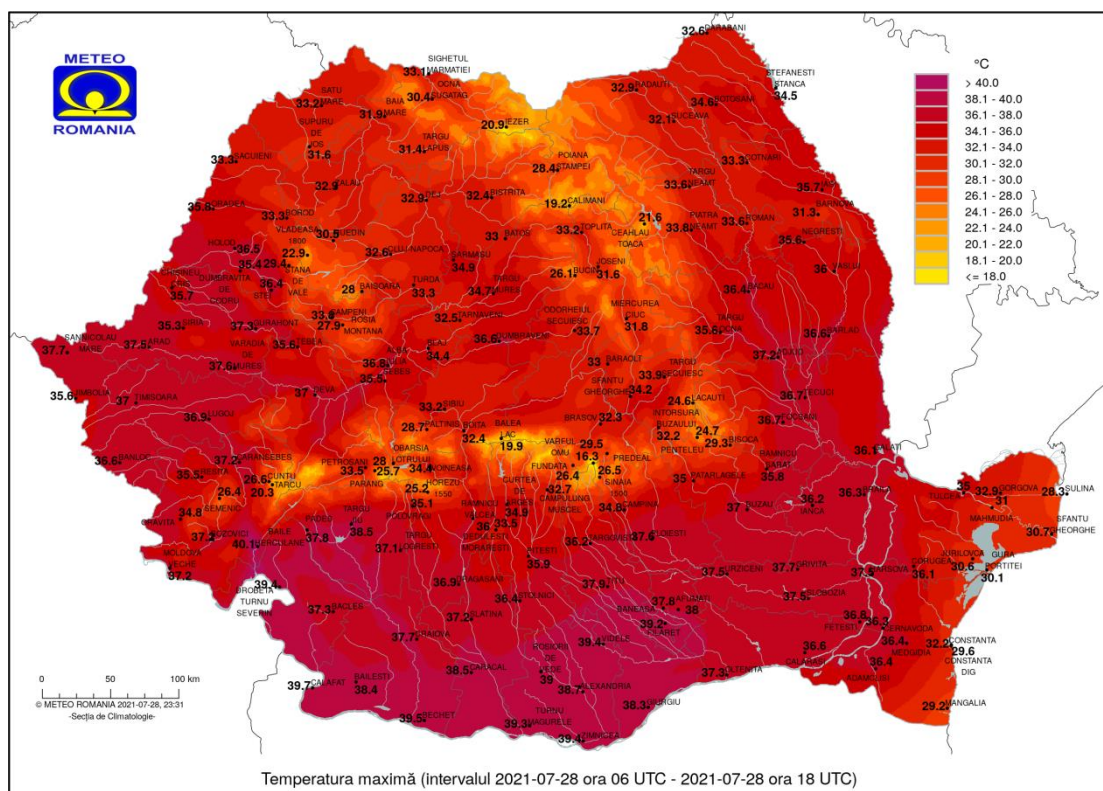 METEO
ROMANIA
°C
> 40.0
38.1 - 40.0
36.1 - 38.0
34.1 - 36.0
32.1 - 34.0
30.1 - 32.0
28.1 - 30.0
26.1 - 28.0
24.1 - 26.0
22.1 - 24.0
20.1 - 22.0
18.1 - 20.0
<= 18.0
32.6 DARABANI
SIGHETUL
33.1 MARMATIEI
OCNA
30.4 SUGATAG
SATU
33.2 MARE
BAIA
31.9 MARE
32.9 RADAUTI
STEFANESTI
STANCA
34.5
34.6 BOTOSANI
32.1 SUCEAVA
20.9 IEZER
SUPURU
DE
JOS
31.6
TARGU
31.4 LAPUS
33.3 SACUIENI
POIANA
28.4 STAMPEI
33.3 COTNARI
TARGU
33.6 NEAMT
32.9 ZALAU
32.9 DEJ
32.4 BISTRITA
35.7 IASI
19.2 CALIMANI
35.8 ORADEA
33.3 BOROD
31.3 BARNOVA
21.6
CEAHLAU
TOACA
PIATRA
33.8 NEAMT
33.6 ROMAN
VLADEASA
1800
22.9
30.5 HUEDIN
33 BATOS
33.2 TOPLITA
NEGRESTI
35.6
HOLOD
36.5
32.6 CLUJ-NAPOCA
SARMASU
34.9
35.4
DUMBRAVITA
DE
CODRU
29.4
STANA
DE
VALE
26.1 BUCIN
JOSENI
31.6
36 VASLUI
CHISINEU
CRIS
35.7
36.4
STEI
28 BAISOARA
TURDA
33.3
TARGU
34.7 MURES
36.4 BACAU
CAMPENI
27.9
ROSIA
MONTANA
32.5 TARNAVENI
ODORHEIUL
SECUIESC
33.7
MIERCUREA
CIUC
31.8
TARGU
35.6 OCNA
35.3 SIRIA
37.3 GURAHONT
36.6 BARLAD
SANNICOLAU
37.7 MARE
37.5 ARAD
VARADIA
DE
37.6 MURES
35.6 TEBEA
ALBA
36.8 IULIA
35.5 SEBES
BLAJ
34.4
36.6 DUMBRAVENI
37.2 ADJUD
33 BARAOLT
TARGU
33.9 SECUIESC
35.6 JIMBOLIA
37 TIMISOARA
37 DEVA
SFANTU
GHEORGHE
34.2
24.6 LACAUTI
36.7 TECUCI
36.9 LUGOJ
33.2 SIBIU
36.7 FOCSANI
28.7 PALTINIS
BOITA
32.4
BALEA
LAC
19.9
BRASOV
32.3
INTORSURA
BUZAULUI
32.2
24.7
PENTELEU
29.3 BISOCA
36.1 GALATI
36.6 BANLOC
37.2 CARANSEBES
35.5 RESITA
26.6 CUNTU
TARCU
20.3
PETROSANI
33.5
28
OBARSIA
LOTRULUI
25.7
PARANG
34.4 VOINEASA
VARFUL
OMU
16.3
29.5
PREDEAL
FUNDATA
26.4
26.5
SINAIA
1500
RAMNICU
SARAT
35.8
35 PATARLAGELE
26.4
SEMENIC
25.2
HOREZU
1550
CURTEA
DE
ARGES
34.9
32.7
CAMPULUNG
MUSCEL
34.8 CAMPINA
36.2
IANCA
36.3 BRAILA
35
TULCEA
32.9 GORGOVA
31
MAHMUDIA
28.3 SULINA
34.8
ORAVITA
35.1
POLOVRAGI
RAMNICU
VALCEA
36
33.5
DEDULESTI
MORARESTI
37 BUZAU
SFANTU
30.7 GHEORGHE
37.2 BOZOVICI
BAILE
40.1 HERCULANE
PADES
37.8
TARGU
JIU
38.5
TARGU
37.1 LOGRESTI
36.2 TARGOVISTE
37.6 PLOIESTI
MOLDOVA
VECHE
PITESTI
35.9
37.5 URZICENI
37.7 GRIVITA
37.5 HARSOVA
CORUGEA
36.1
JURILOVCA
30.6
GURA
PORTITEI
30.1
39.4
DROBETA
TURNU
SEVERIN
36.9 DRAGASANI
37.9 TITU
37.3 BACLES
36.4 STOLNICI
37.5 SLOBOZIA
37.8 AFUMATI
BANEASA
38
39.2
FILARET
37.2 SLATINA
36.8
FETESTI
36.3
CERNAVODA
37.7 CRAIOVA
39.4 VIDELE
36.4
MEDGIDIA
32.2 CONSTANTA
29.6
CONSTANTA
DIG
ROSIORII
DE
VEDE
39
36.6
CALARASI
36.4
ADAMCLISI
38.5 CARACAL
37.3 OLTENITA
39.7 CALAFAT
BAILESTI
38.4
38.7 ALEXANDRIA
38.3 GIURGIU
29.2 MANGALIA
39.5 BECHET
TURNU
39.3 MAGURELE
39.4 ZIMNICEA
0 50 100 km
© METEO ROMANIA 2021-07-28, 23:31
-Secția de Climatologie-
Temperatura maximă (intervalul 2021-07-28 ora 06 UTC - 2021-07-28 ora 18 UTC)